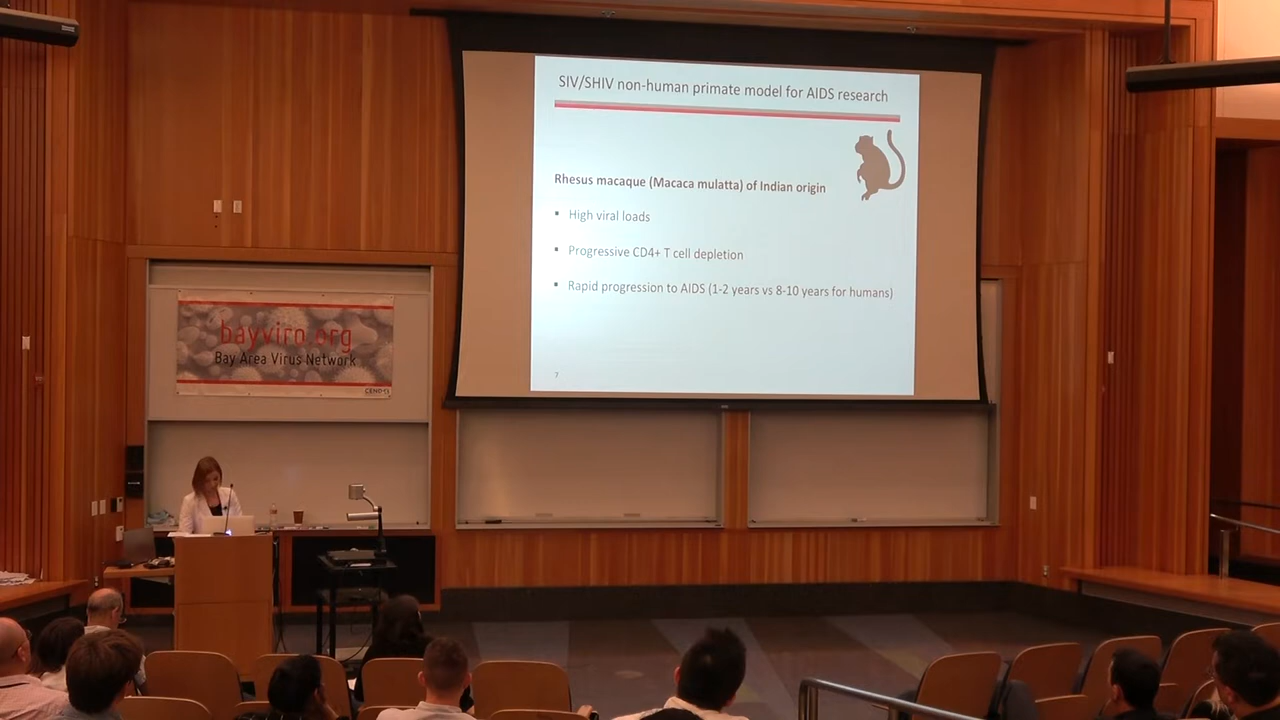 SIV/SHIV non-human primate model for AIDS research
Rhesus macaque (Macaca mulatta) of Indian origin
▪ High viral loads
▪ Progressive CD4+ T cell depletion
▪ Rapid progression to AIDS (1-2 years vs 8-10 years for humans)
7
bayviro.org
Bay Area Virus Network